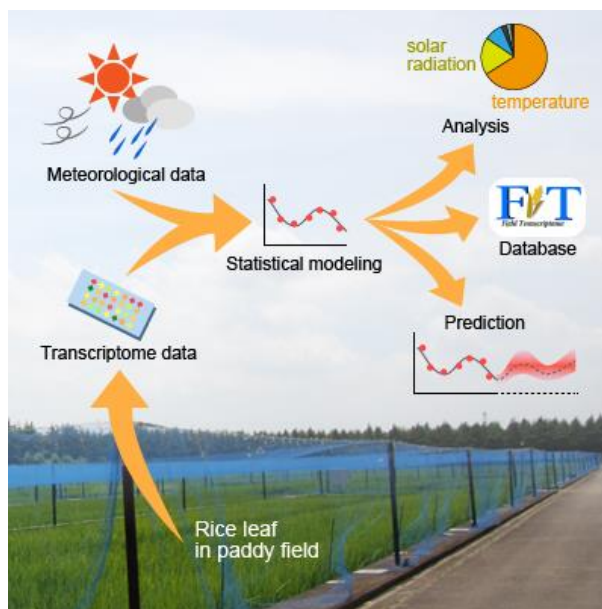 solar
radiation
temperature
Analysis
Meteorological data
FiT
Field Transcriptome
Database
Statistical modeling
Prediction
Transcriptome data
Rice leaf
in paddy field